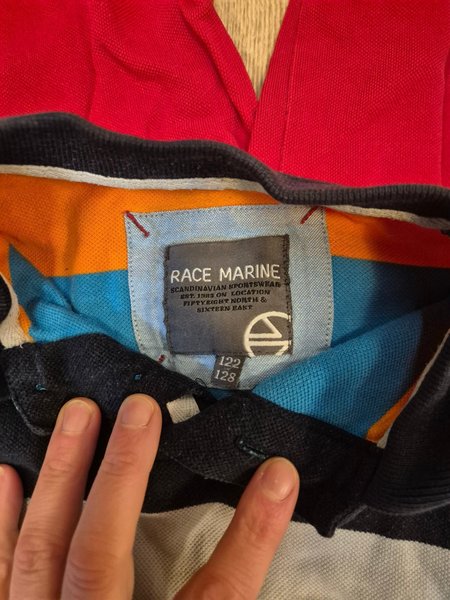 RACE MARINE
SCANDINAVIAN SPORTSWEAR
EST. 1983 ON LOCATION
FIFTYEIGHT NORTH &
SIXTEEN EAST
122
128